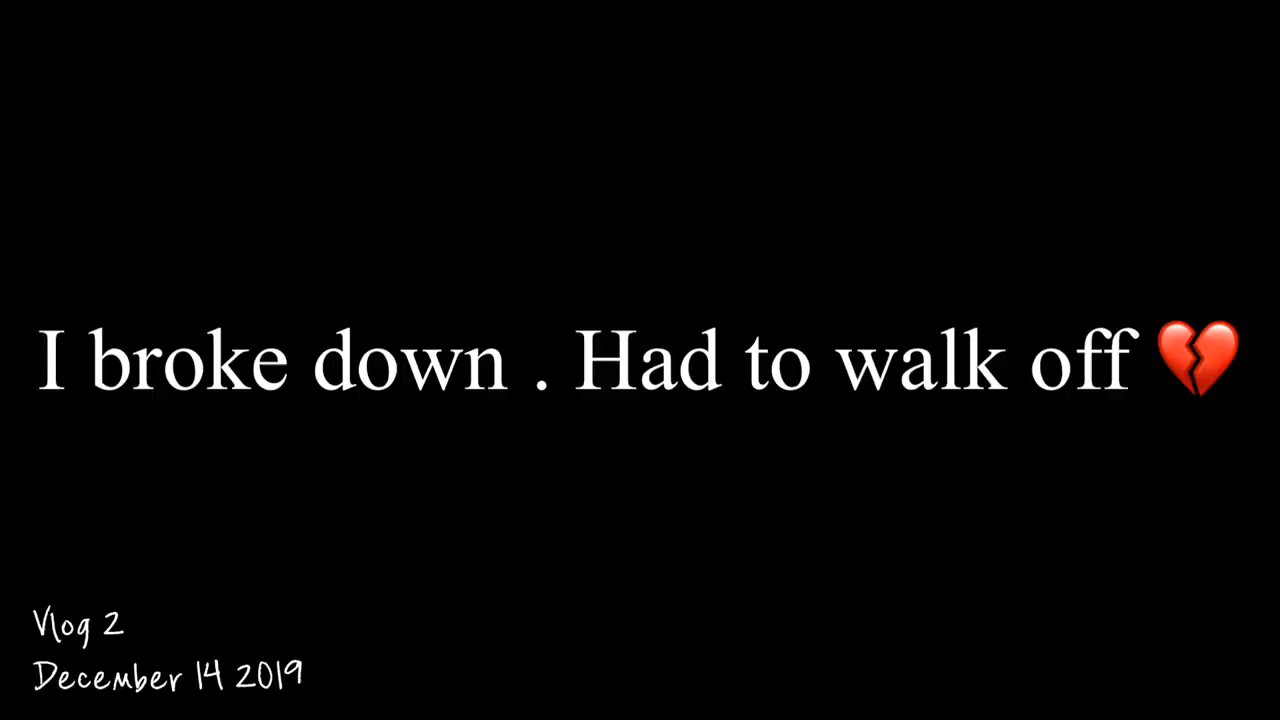 I broke down . Had to walk off 💔
Vlog 2
December 14 2019